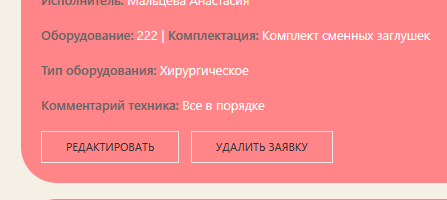 Исполнитель: Мальцева Анастасия
Оборудование: 222 | Комплектация: Комплект сменных заглушек
Тип оборудования: Хирургическое
Комментарий техника: Все в порядке
РЕДАКТИРОВАТЬ УДАЛИТЬ ЗАЯВКУ